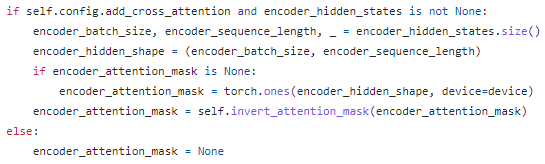 if self.config.add_cross_attention and encoder_hidden_states is not None:
    encoder_batch_size, encoder_sequence_length, _ = encoder_hidden_states.size()
    encoder_hidden_shape = (encoder_batch_size, encoder_sequence_length)
    if encoder_attention_mask is None:
        encoder_attention_mask = torch.ones(encoder_hidden_shape, device=device)
    encoder_attention_mask = self.invert_attention_mask(encoder_attention_mask)
else:
    encoder_attention_mask = None